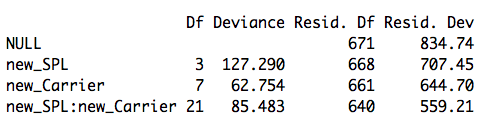 Df Deviance Resid. Df Resid. Dev
NULL 671 834.74
new_SPL 3 127.290 668 707.45
new_Carrier 7 62.754 661 644.70
new_SPL:new_Carrier 21 85.483 640 559.21